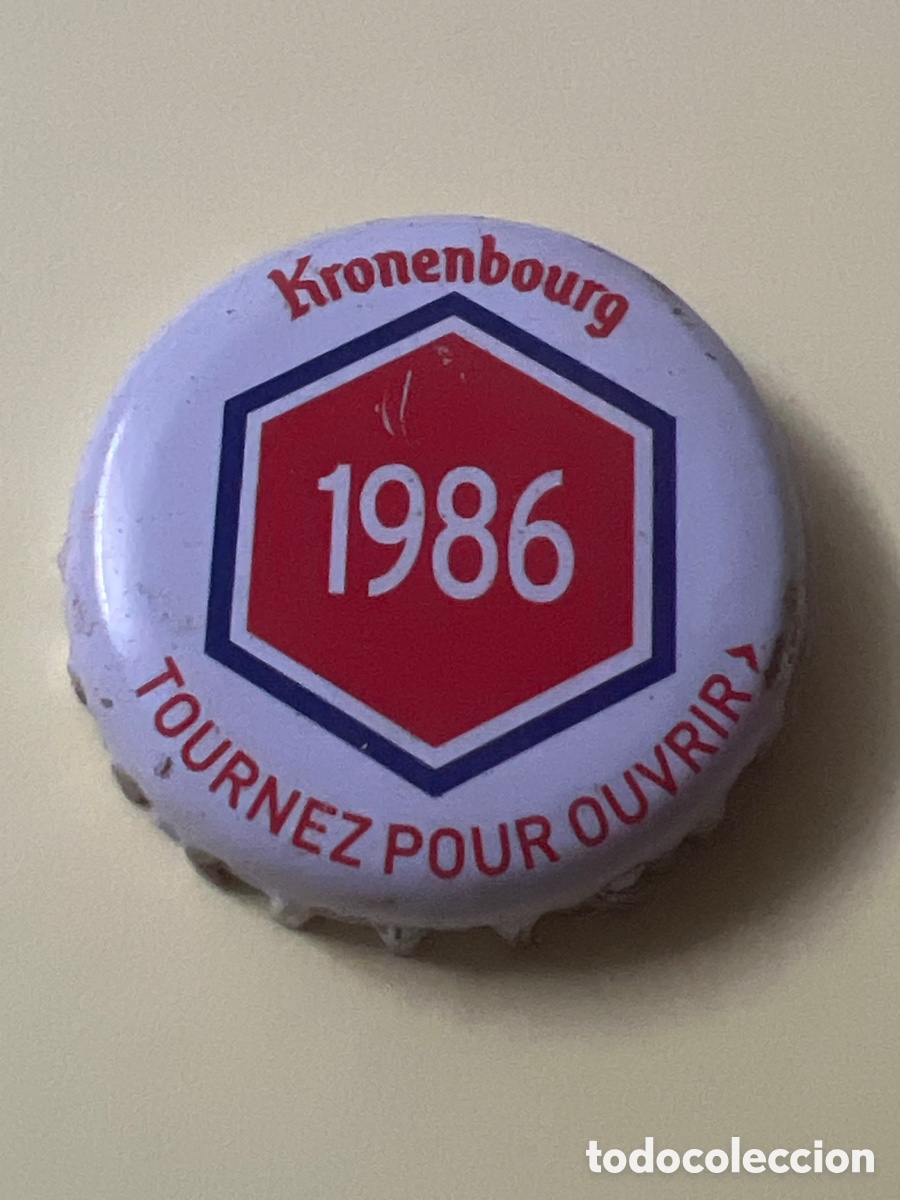 Kronenbourg
1986
TOURNEZ POUR OUVRIR >
todocoleccion